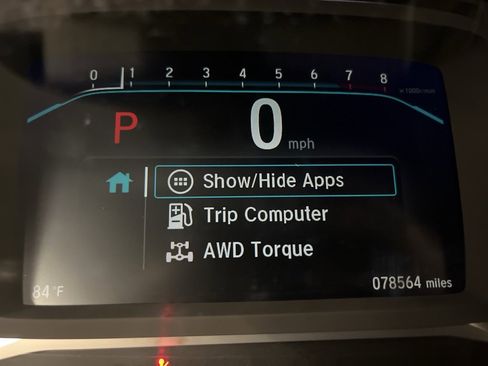 0 1 2 3 4 5 6 7 8
x 1000r/min
P 0 mph
Show/Hide Apps
Trip Computer
AWD Torque
84 °F 078564 miles